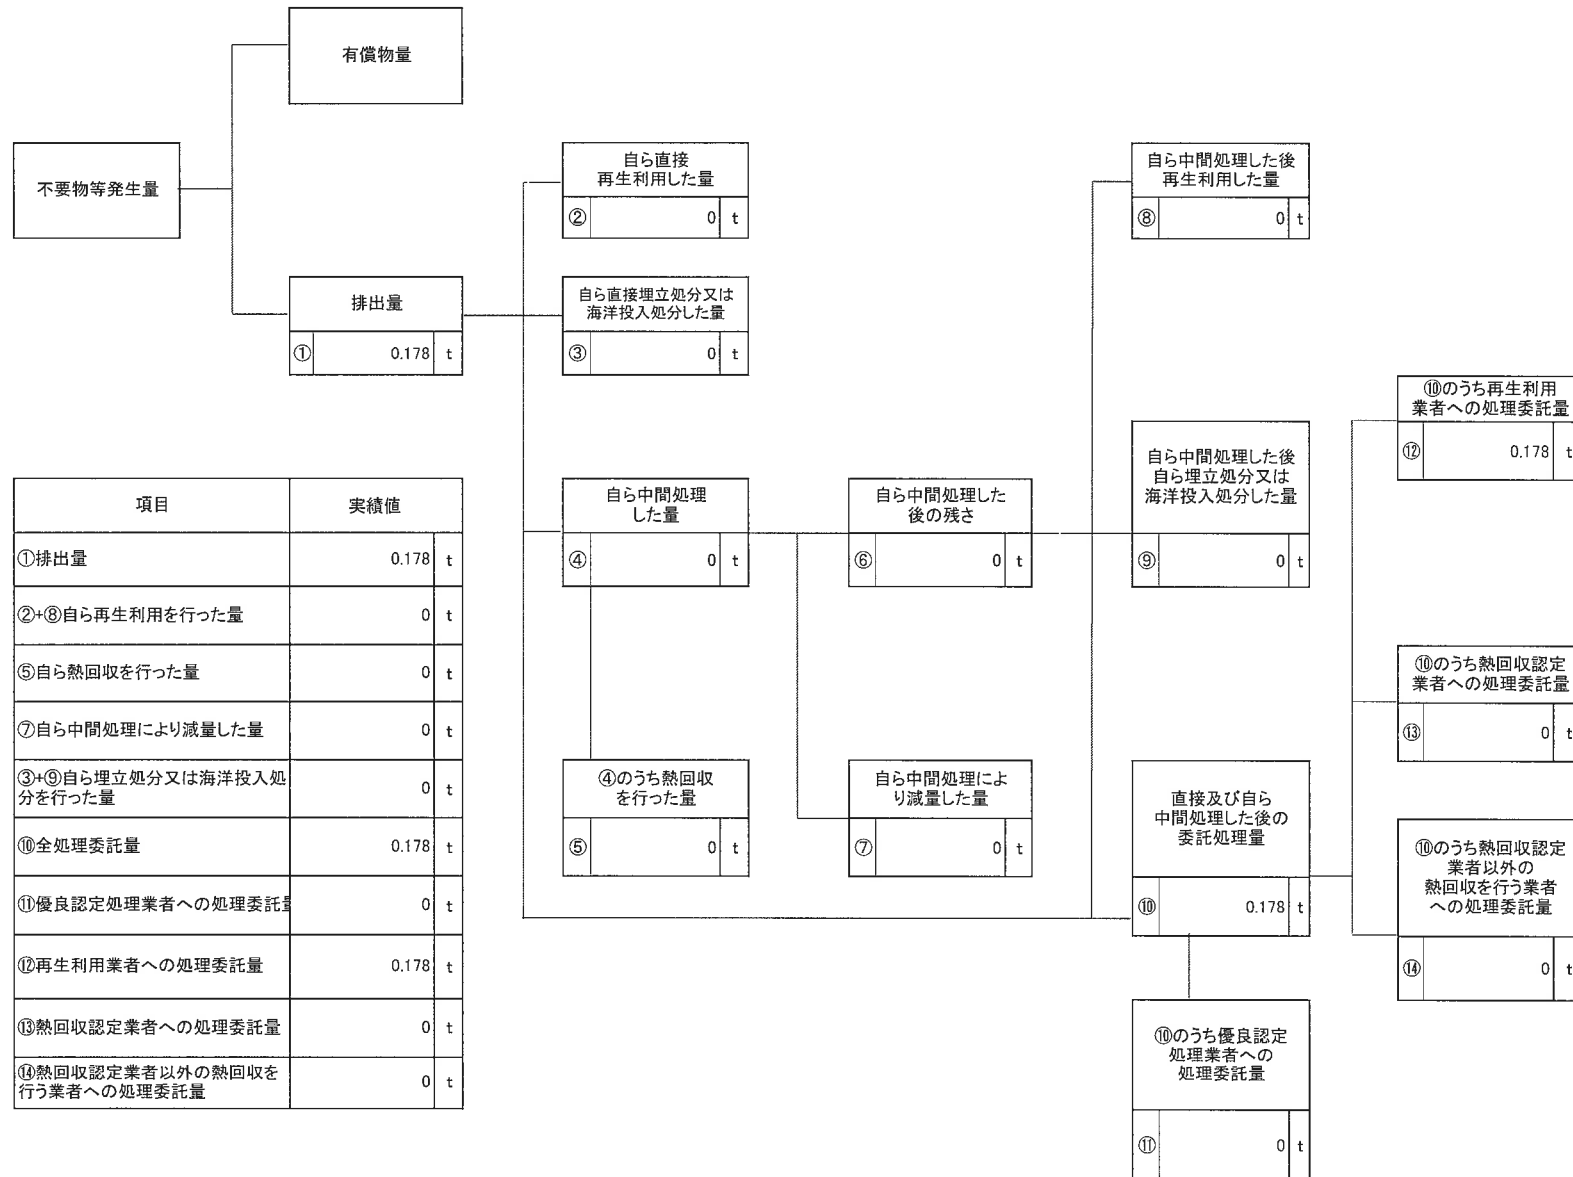 有償物量
不要物等発生量
排出量
① 0.178 t
自ら直接
再生利用した量
② 0 t
自ら直接埋立処分又は
海洋投入処分した量
③ 0 t
自ら中間処理
した量
④ 0 t
④のうち熱回収
を行った量
⑤ 0 t
自ら中間処理した
後の残さ
⑥ 0 t
自ら中間処理によ
り減量した量
⑦ 0 t
自ら中間処理した後
再生利用した量
⑧ 0 t
自ら中間処理した後
自ら埋立処分又は
海洋投入処分した量
⑨ 0 t
直接及び自ら
中間処理した後の
委託処理量
⑩ 0.178 t
⑩のうち優良認定
処理業者への
処理委託量
⑪ 0 t
⑩のうち再生利用
業者への処理委託量
⑫ 0.178 t
⑩のうち熱回収認定
業者への処理委託量
⑬ 0 t
⑩のうち熱回収認定
業者以外の
熱回収を行う業者
への処理委託量
⑭ 0 t
項目 実績値
①排出量 0.178 t
②+⑧自ら再生利用を行った量 0 t
⑤自ら熱回収を行った量 0 t
⑦自ら中間処理により減量した量 0 t
③+⑨自ら埋立処分又は海洋投入処
分を行った量 0 t
⑩全処理委託量 0.178 t
⑪優良認定処理業者への処理委託量 0 t
⑫再生利用業者への処理委託量 0.178 t
⑬熱回収認定業者への処理委託量 0 t
⑭熱回収認定業者以外の熱回収を
行う業者への処理委託量 0 t